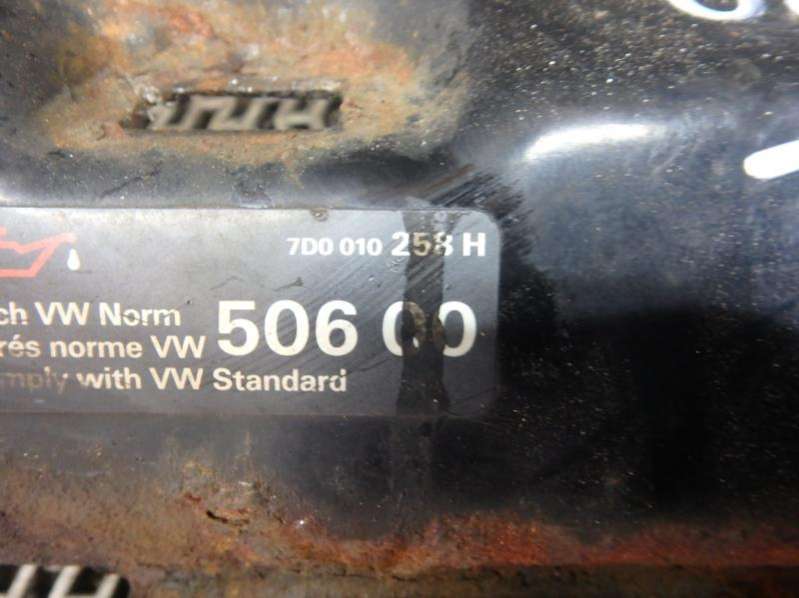 7D0 010 258 H
ch VW Norm
rés norme VW 506 00
mply with VW Standard